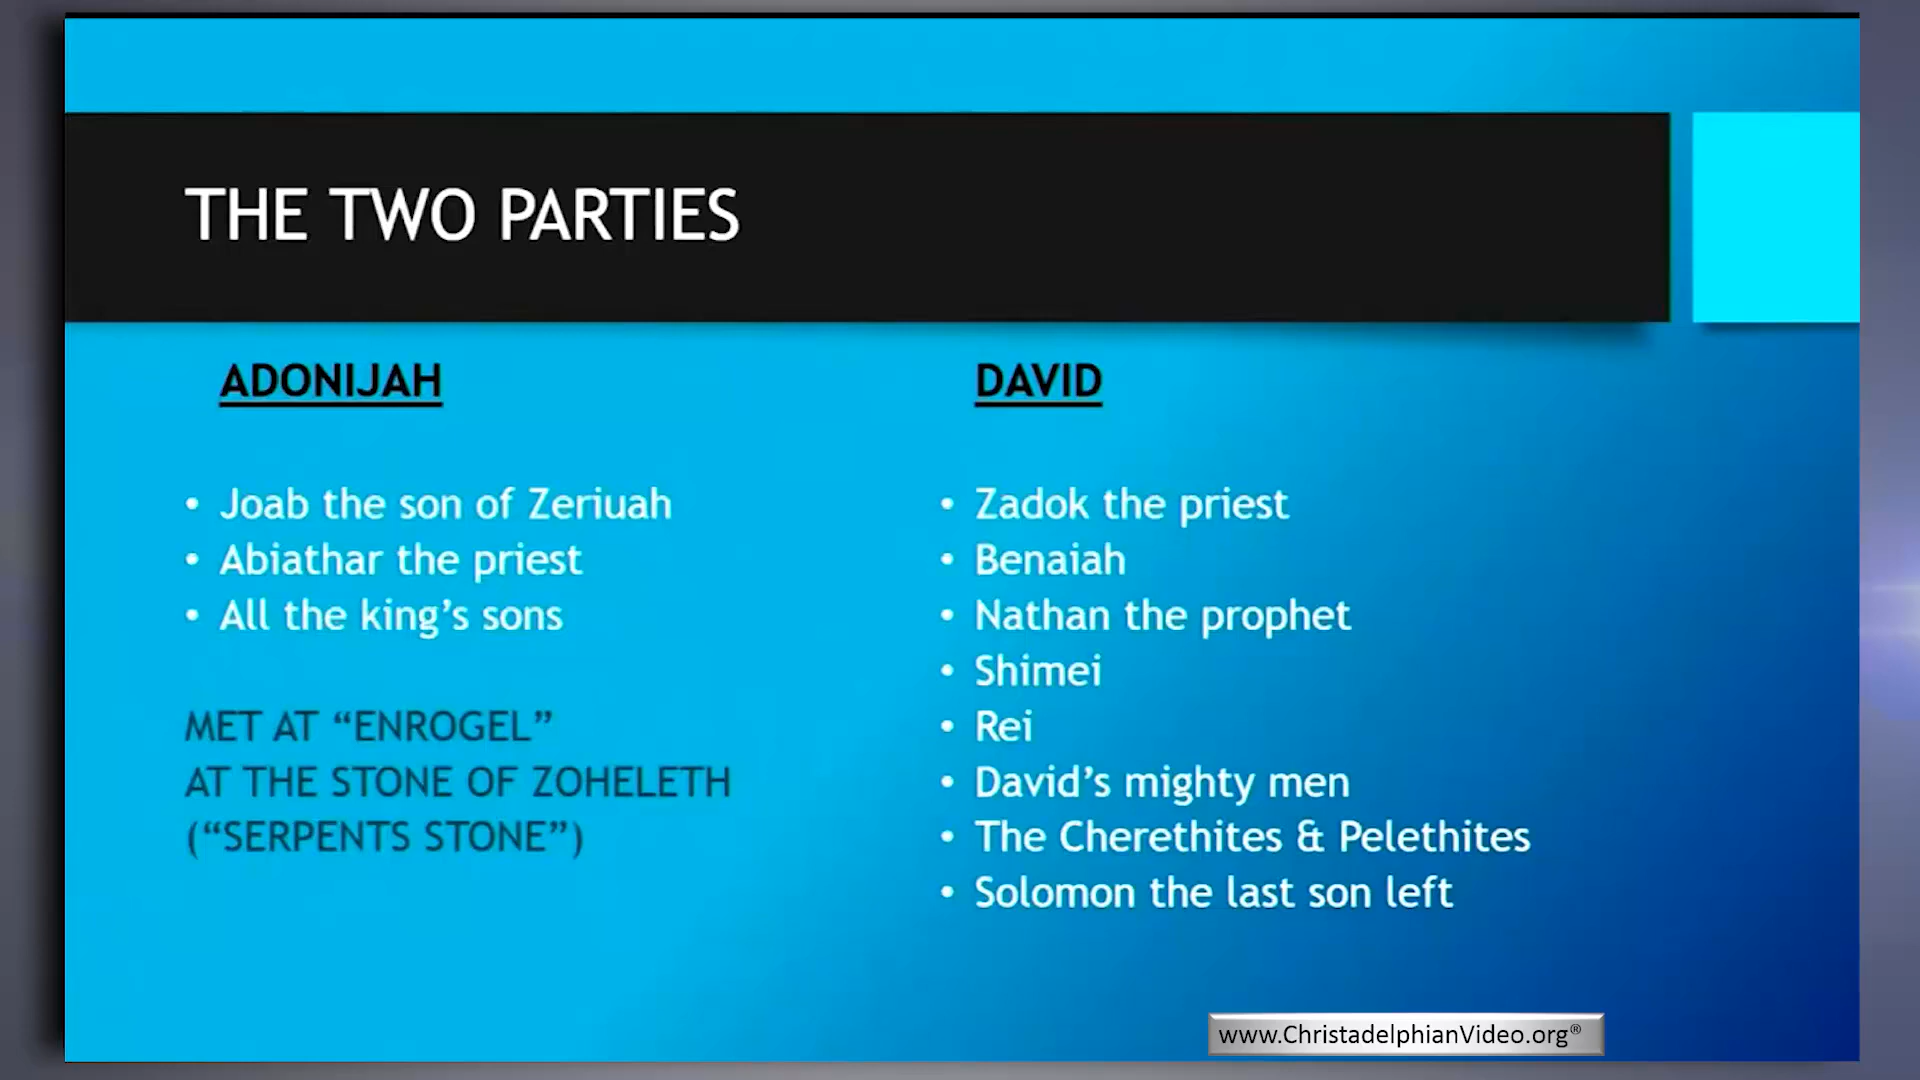 THE TWO PARTIES
ADONIJAH
• Joab the son of Zeriuah
• Abiathar the priest
• All the king’s sons
MET AT “ENROGEL”
AT THE STONE OF ZOHELETH
(“SERPENTS STONE”)
DAVID
• Zadok the priest
• Benaiah
• Nathan the prophet
• Shimei
• Rei
• David’s mighty men
• The Cherethites & Pelethites
• Solomon the last son left
www.ChristadelphianVideo.org®